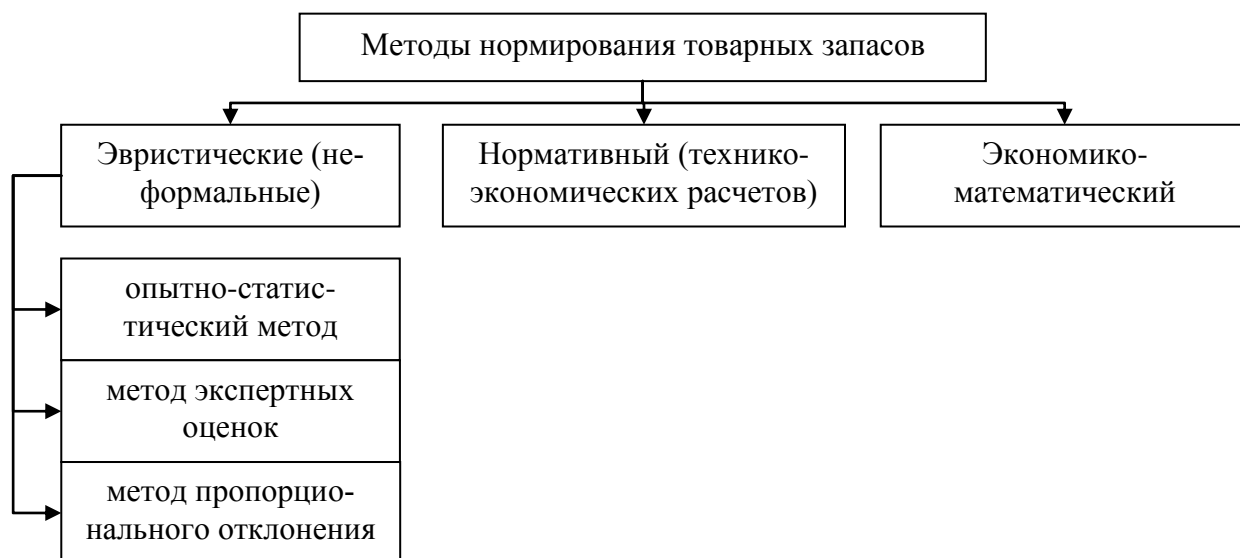 Методы нормирования товарных запасов
Эвристические (не-
формальные)
Нормативный (технико-
экономических расчетов)
Экономико-
математический
опытно-статис-
тический метод
метод экспертных
оценок
метод пропорцио-
нального отклонения